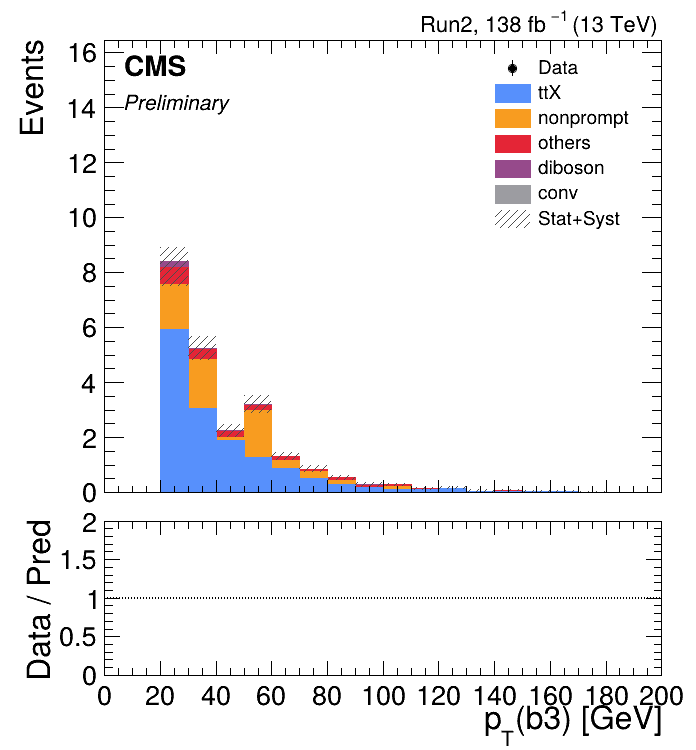 Run2, 138 fb⁻¹ (13 TeV)
CMS
Preliminary
Events
16
14
12
10
8
6
4
2
0
Data
ttX
nonprompt
others
diboson
conv
Stat+Syst
Data / Pred
2
1.5
1
0.5
0
0 20 40 60 80 100 120 140 160 180 200
p_T(b3) [GeV]